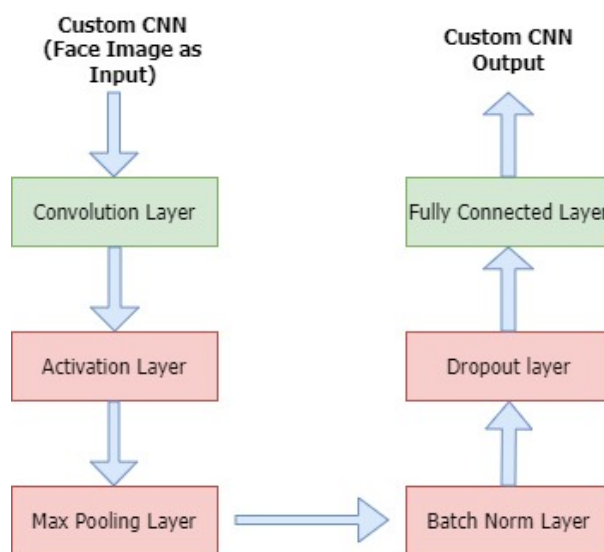 Custom CNN
(Face Image as
Input)
Convolution Layer
Activation Layer
Max Pooling Layer
Batch Norm Layer
Dropout layer
Fully Connected Layer
Custom CNN
Output